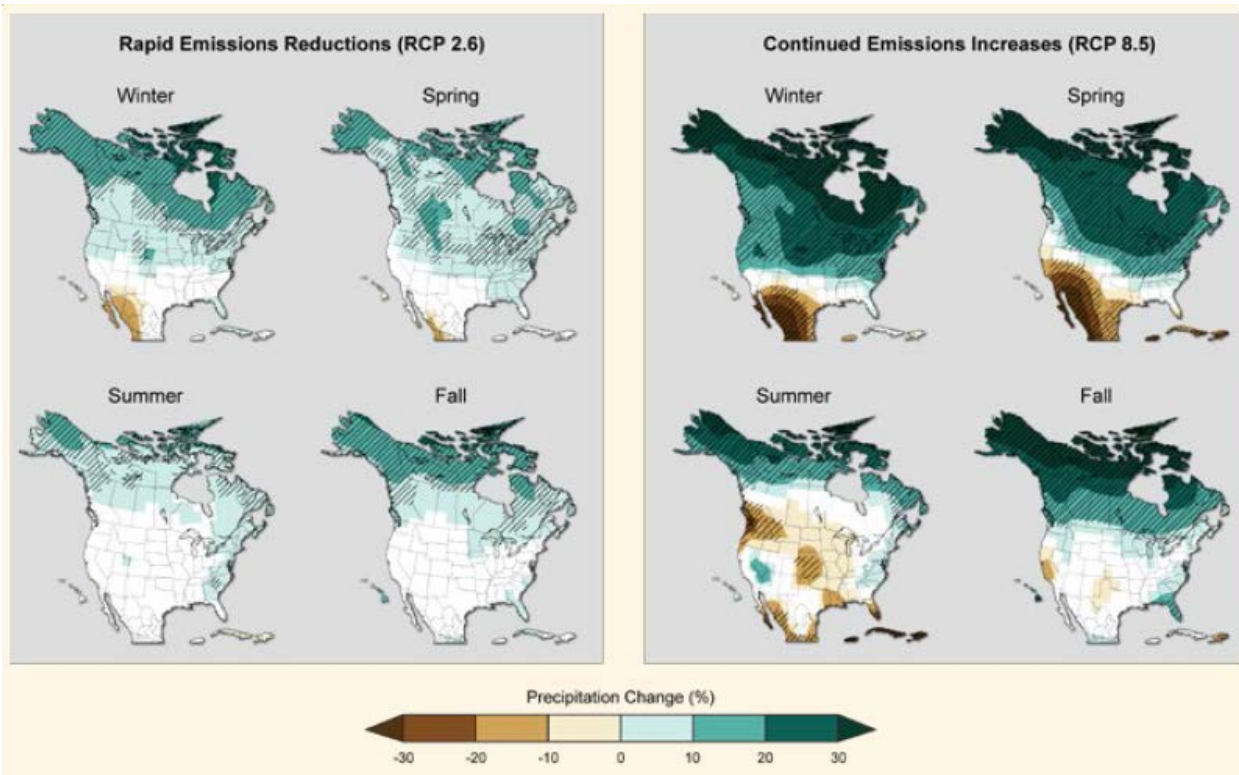 Rapid Emissions Reductions (RCP 2.6)
Winter
Spring
Summer
Fall
Continued Emissions Increases (RCP 8.5)
Winter
Spring
Summer
Fall
Precipitation Change (%)
-30 -20 -10 0 10 20 30